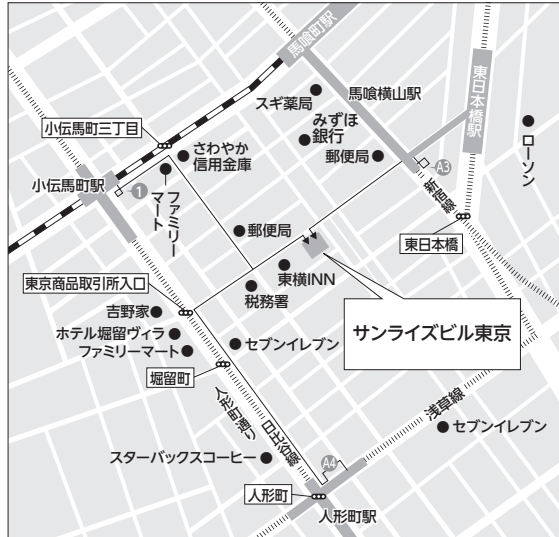 馬喰町駅
スギ薬局
馬喰横山駅
東日本橋駅
みずほ
銀行
ローソン
小伝馬町三丁目
さわやか
信用金庫
郵便局
A3
小伝馬町駅
1
ファミリー
マート
新宿線
郵便局
東日本橋
東横INN
東京商品取引所入口
税務署
吉野家
サンライズビル東京
ホテル堀留ヴィラ
セブンイレブン
ファミリーマート
堀留町
人形町通り
日比谷線
浅草線
セブンイレブン
スターバックスコーヒー
A4
人形町
人形町駅